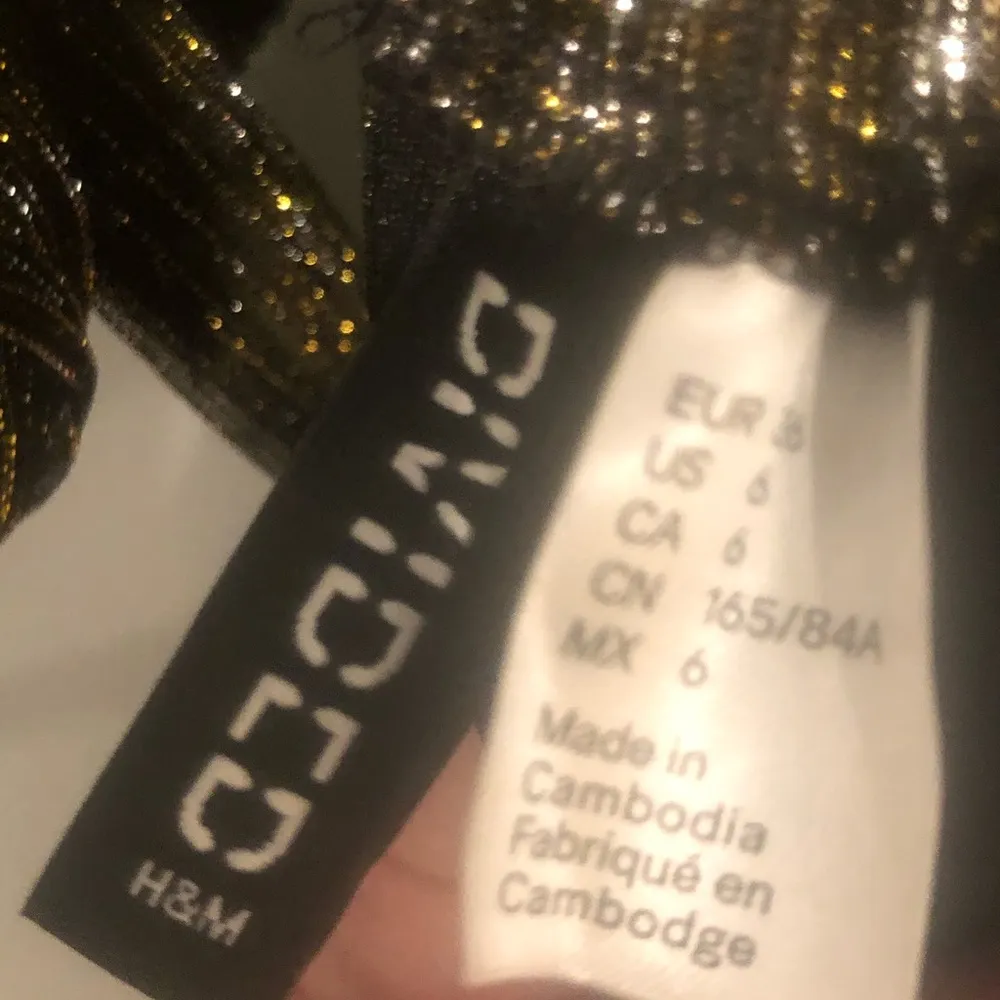 DIVIDED
H&M
EUR 36
US 6
CA 6
CN 165/84A
MX 6
Made in
Cambodia
Fabriqué en
Cambodge